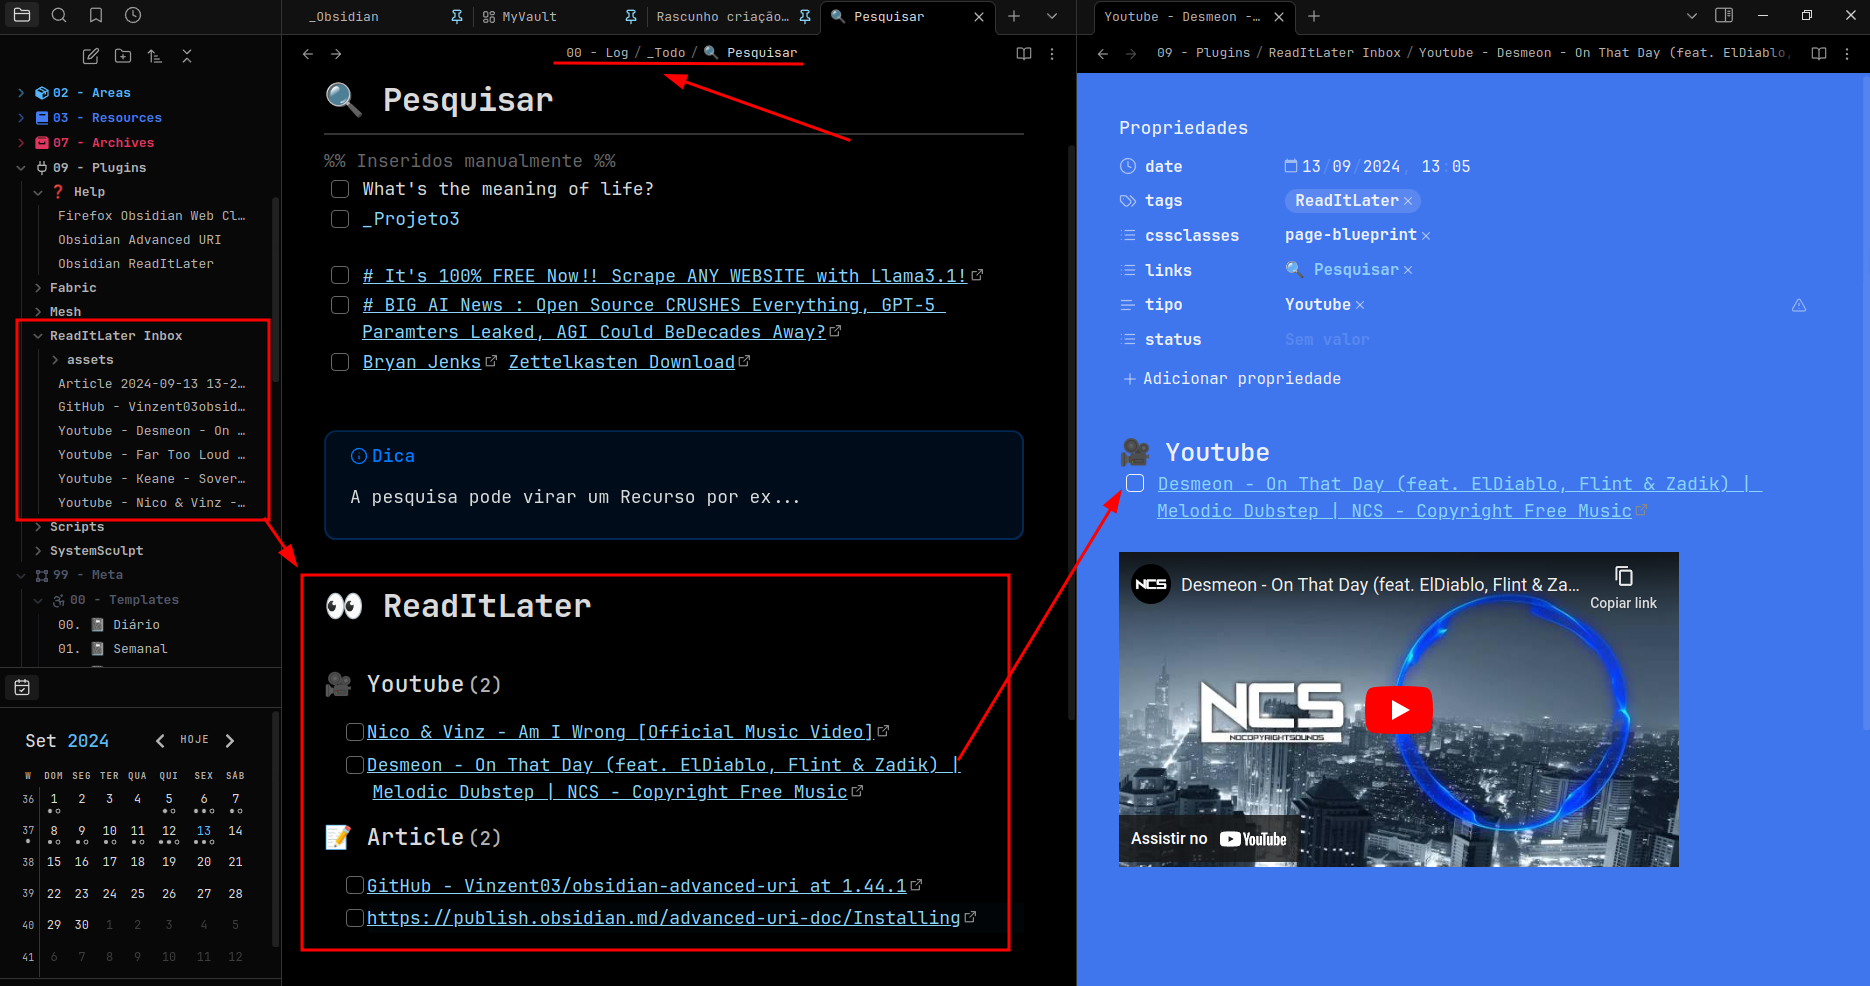 _Obsidian
MyVault
Rascunho criação...
Pesquisar
Youtube - Desmeon -...
00 - Log / _Todo / 🔍 Pesquisar
09 - Plugins / ReadItLater Inbox / Youtube - Desmeon - On That Day (feat. ElDiablo,
02 - Areas
03 - Resources
07 - Archives
09 - Plugins
❓ Help
Firefox Obsidian Web Cl…
Obsidian Advanced URI
Obsidian ReadItLater
Fabric
Mesh
ReadItLater Inbox
assets
Article 2024-09-13 13-2…
GitHub - Vinzent03obsid…
Youtube - Desmeon - On …
Youtube - Far Too Loud …
Youtube - Keane - Sover…
Youtube - Nico & Vinz -…
Scripts
SystemSculpt
99 - Meta
00 - Templates
00. 📓 Diário
01. 📓 Semanal
Set 2024
HOJE
W DOM SEG TER QUA QUI SEX SÁB
36 1 2 3 4 5 6 7
37 8 9 10 11 12 13 14
38 15 16 17 18 19 20 21
39 22 23 24 25 26 27 28
40 29 30 1 2 3 4 5
41 6 7 8 9 10 11 12
🔍 Pesquisar
%% Inseridos manualmente %%
What's the meaning of life?
_Projeto3
# It's 100% FREE Now!! Scrape ANY WEBSITE with Llama3.1!
# BIG AI News : Open Source CRUSHES Everything, GPT-5
Paramters Leaked, AGI Could BeDecades Away?
Bryan Jenks Zettelkasten Download
Dica
A pesquisa pode virar um Recurso por ex...
👀 ReadItLater
🎥 Youtube (2)
Nico & Vinz - Am I Wrong [Official Music Video]
Desmeon - On That Day (feat. ElDiablo, Flint & Zadik) |
Melodic Dubstep | NCS - Copyright Free Music
📝 Article (2)
GitHub - Vinzent03/obsidian-advanced-uri at 1.44.1
https://publish.obsidian.md/advanced-uri-doc/Installing
Propriedades
date 13/09/2024, 13:05
tags ReadItLater ×
cssclasses page-blueprint ×
links 🔍 Pesquisar ×
tipo Youtube ×
status Sem valor
+ Adicionar propriedade
🎥 Youtube
Desmeon - On That Day (feat. ElDiablo, Flint & Zadik) |
Melodic Dubstep | NCS - Copyright Free Music
NCS
Desmeon - On That Day (feat. ElDiablo, Flint & Za...
Copiar link
NCS
NOCOPYRIGHTSOUNDS
Assistir no YouTube